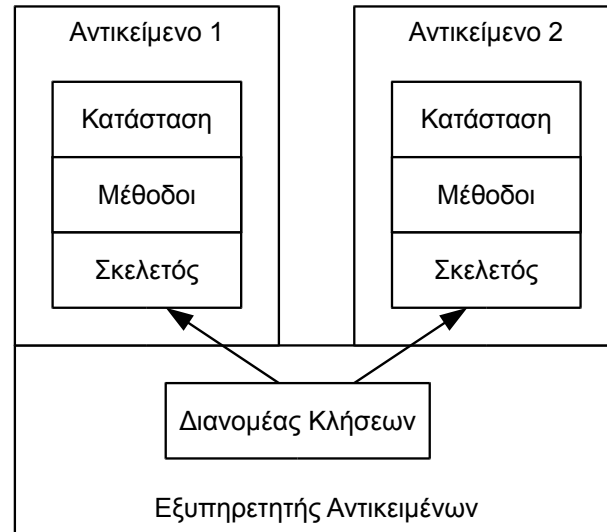 Αντικείμενο 1
Κατάσταση
Μέθοδοι
Σκελετός
Αντικείμενο 2
Κατάσταση
Μέθοδοι
Σκελετός
Διανομέας Κλήσεων
Εξυπηρετητής Αντικειμένων